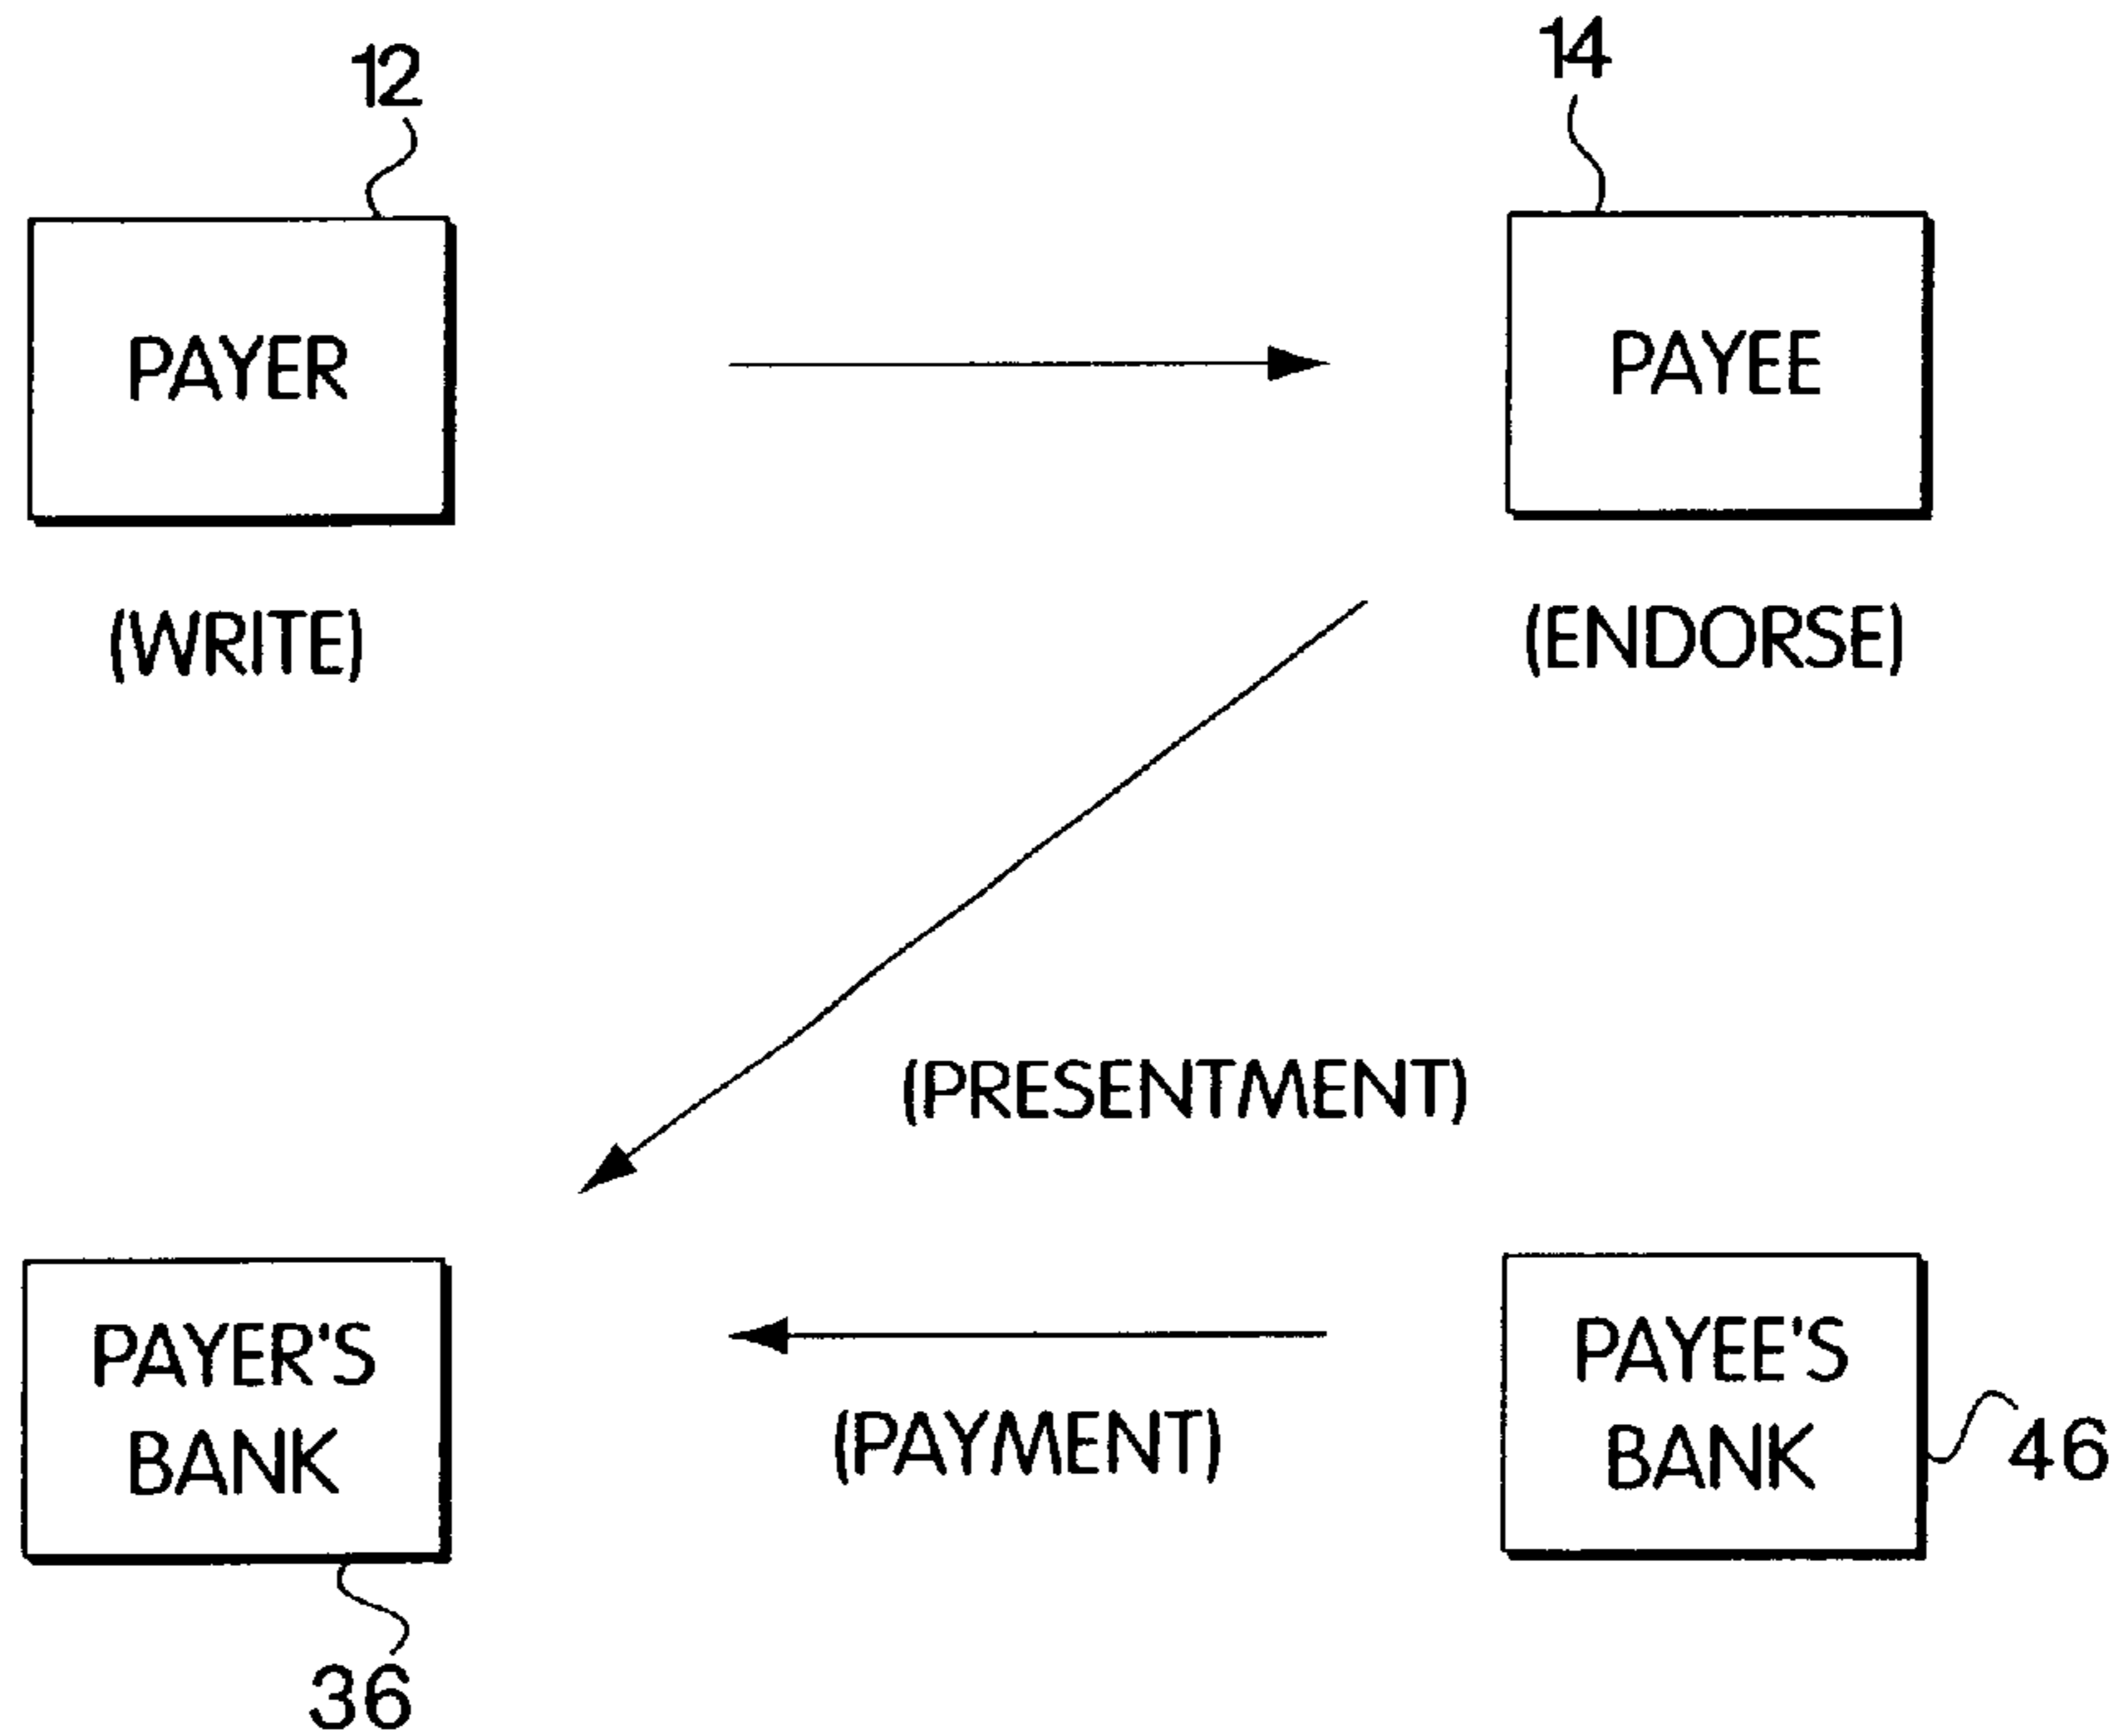 12
14
PAYER
PAYEE
(WRITE)
(ENDORSE)
(PRESENTMENT)
PAYER'S
BANK
(PAYMENT)
PAYEE'S
BANK
46
36